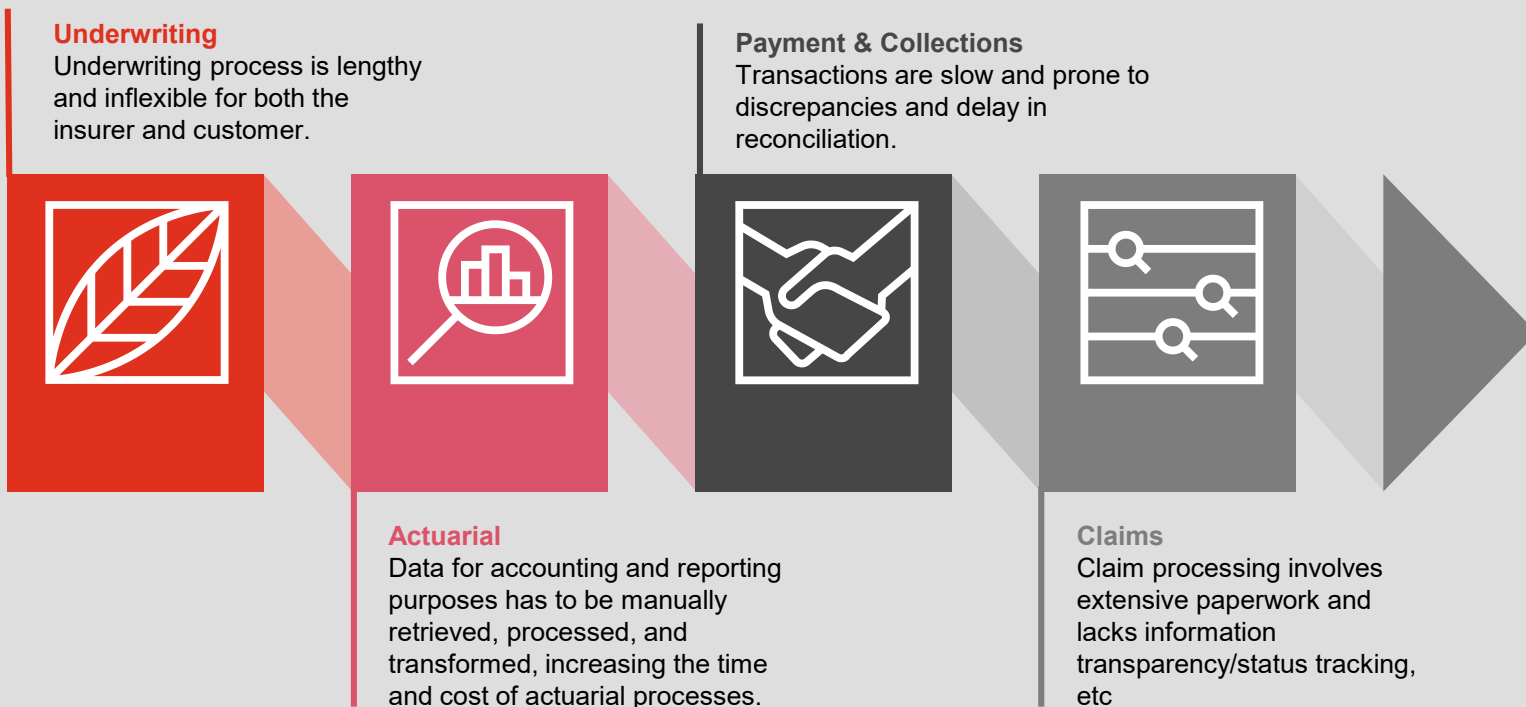 Underwriting
Underwriting process is lengthy
and inflexible for both the
insurer and customer.
Payment & Collections
Transactions are slow and prone to
discrepancies and delay in
reconciliation.
Actuarial
Data for accounting and reporting
purposes has to be manually
retrieved, processed, and
transformed, increasing the time
and cost of actuarial processes.
Claims
Claim processing involves
extensive paperwork and
lacks information
transparency/status tracking,
etc